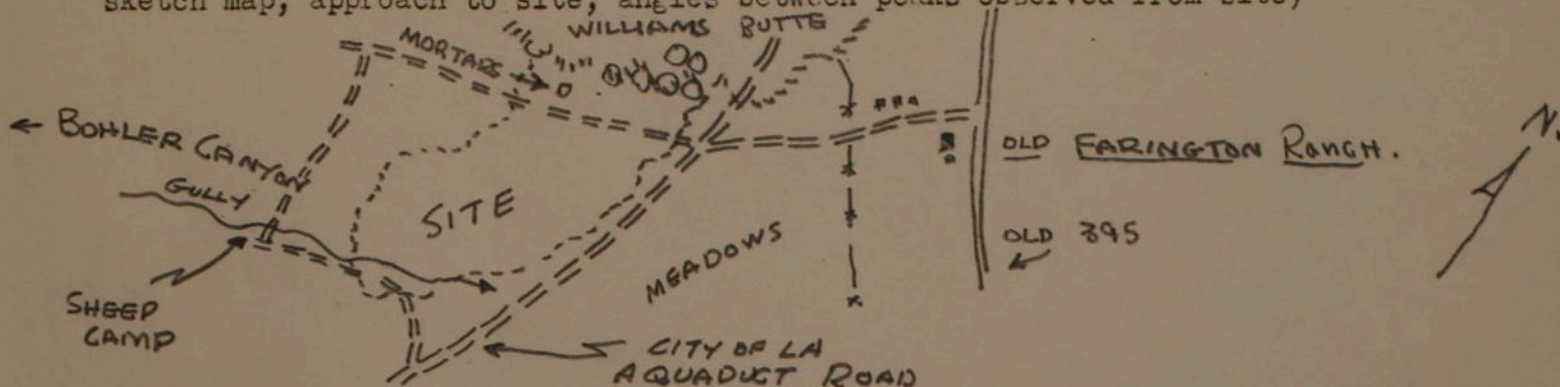 sketch map, approach to site, angles between peaks observed from site)
WILLIAMS BUTTE
MORTARS
N
← BOHLER CANYON
OLD FARINGTON RANCH.
GULLY
SITE
OLD 395
MEADOWS
SHEEP
CAMP
CITY OF LA
AQUADUCT ROAD